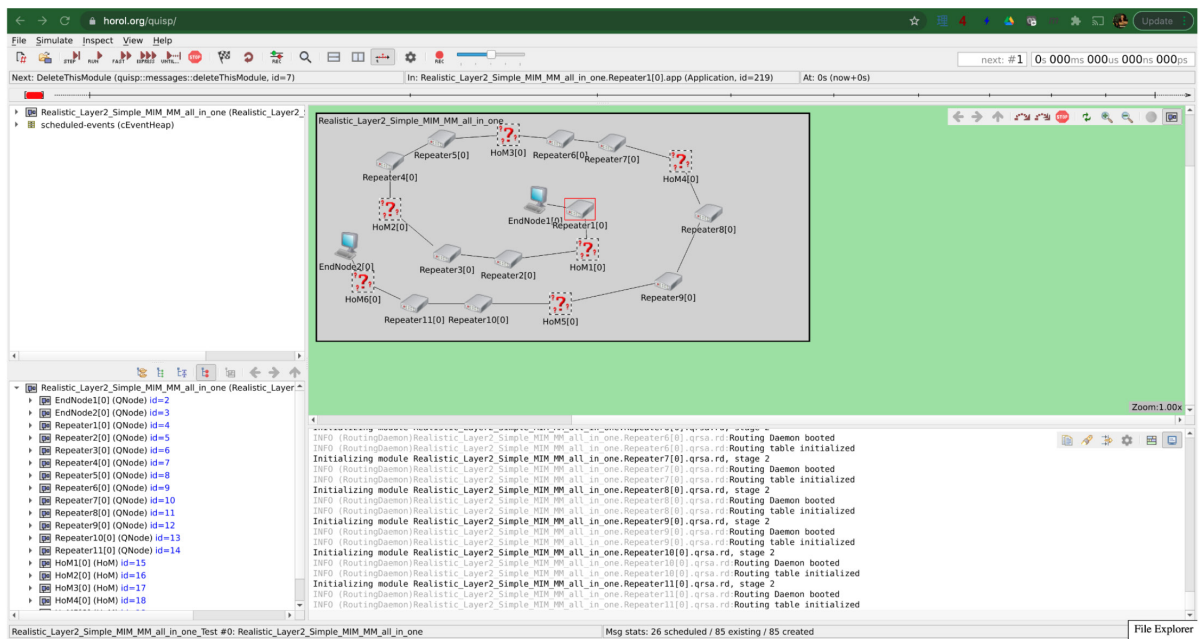 horol.org/quisp/
4
Update
File Simulate Inspect View Help
STEP RUN FAST EXPRESS UNTIL... STOP REC REC
next: #1 0s 000ms 000us 000ns 000ps
Next: DeleteThisModule (quisp::messages::deleteThisModule, id=7) In: Realistic_Layer2_Simple_MIM_MM_all_in_one.Repeater1[0].app (Application, id=219) At: 0s (now+0s)
Realistic_Layer2_Simple_MIM_MM_all_in_one (Realistic_Layer2_
scheduled-events (cEventHeap)
Realistic_Layer2_Simple_MIM_MM_all_in_one
Repeater5[0]
HoM3[0]
Repeater6[0]
Repeater7[0]
Repeater4[0]
HoM4[0]
HoM2[0]
EndNode1[0]
Repeater1[0]
Repeater8[0]
EndNode2[0]
Repeater3[0]
Repeater2[0]
HoM1[0]
HoM6[0]
Repeater9[0]
Repeater11[0]
Repeater10[0]
HoM5[0]
STOP
Zoom:1.00x
Realistic_Layer2_Simple_MIM_MM_all_in_one (Realistic_Layer
EndNode1[0] (QNode) id=2
EndNode2[0] (QNode) id=3
Repeater1[0] (QNode) id=4
Repeater2[0] (QNode) id=5
Repeater3[0] (QNode) id=6
Repeater4[0] (QNode) id=7
Repeater5[0] (QNode) id=8
Repeater6[0] (QNode) id=9
Repeater7[0] (QNode) id=10
Repeater8[0] (QNode) id=11
Repeater9[0] (QNode) id=12
Repeater10[0] (QNode) id=13
Repeater11[0] (QNode) id=14
HoM1[0] (HoM) id=15
HoM2[0] (HoM) id=16
HoM3[0] (HoM) id=17
HoM4[0] (HoM) id=18
INFO (RoutingDaemon)Realistic_Layer2_Simple_MIM_MM_all_in_one.Repeater6[0].qrsa.rd:Routing Daemon booted
INFO (RoutingDaemon)Realistic_Layer2_Simple_MIM_MM_all_in_one.Repeater6[0].qrsa.rd:Routing table initialized
Initializing module Realistic_Layer2_Simple_MIM_MM_all_in_one.Repeater7[0].qrsa.rd, stage 2
INFO (RoutingDaemon)Realistic_Layer2_Simple_MIM_MM_all_in_one.Repeater7[0].qrsa.rd:Routing Daemon booted
INFO (RoutingDaemon)Realistic_Layer2_Simple_MIM_MM_all_in_one.Repeater7[0].qrsa.rd:Routing table initialized
Initializing module Realistic_Layer2_Simple_MIM_MM_all_in_one.Repeater8[0].qrsa.rd, stage 2
INFO (RoutingDaemon)Realistic_Layer2_Simple_MIM_MM_all_in_one.Repeater8[0].qrsa.rd:Routing Daemon booted
INFO (RoutingDaemon)Realistic_Layer2_Simple_MIM_MM_all_in_one.Repeater8[0].qrsa.rd:Routing table initialized
Initializing module Realistic_Layer2_Simple_MIM_MM_all_in_one.Repeater9[0].qrsa.rd, stage 2
INFO (RoutingDaemon)Realistic_Layer2_Simple_MIM_MM_all_in_one.Repeater9[0].qrsa.rd:Routing Daemon booted
INFO (RoutingDaemon)Realistic_Layer2_Simple_MIM_MM_all_in_one.Repeater9[0].qrsa.rd:Routing table initialized
Initializing module Realistic_Layer2_Simple_MIM_MM_all_in_one.Repeater10[0].qrsa.rd, stage 2
INFO (RoutingDaemon)Realistic_Layer2_Simple_MIM_MM_all_in_one.Repeater10[0].qrsa.rd:Routing Daemon booted
INFO (RoutingDaemon)Realistic_Layer2_Simple_MIM_MM_all_in_one.Repeater10[0].qrsa.rd:Routing table initialized
Initializing module Realistic_Layer2_Simple_MIM_MM_all_in_one.Repeater11[0].qrsa.rd, stage 2
INFO (RoutingDaemon)Realistic_Layer2_Simple_MIM_MM_all_in_one.Repeater11[0].qrsa.rd:Routing Daemon booted
INFO (RoutingDaemon)Realistic_Layer2_Simple_MIM_MM_all_in_one.Repeater11[0].qrsa.rd:Routing table initialized
Realistic_Layer2_Simple_MIM_MM_all_in_one_Test #0: Realistic_Layer2_Simple_MIM_MM_all_in_one
Msg stats: 26 scheduled / 85 existing / 85 created
File Explorer